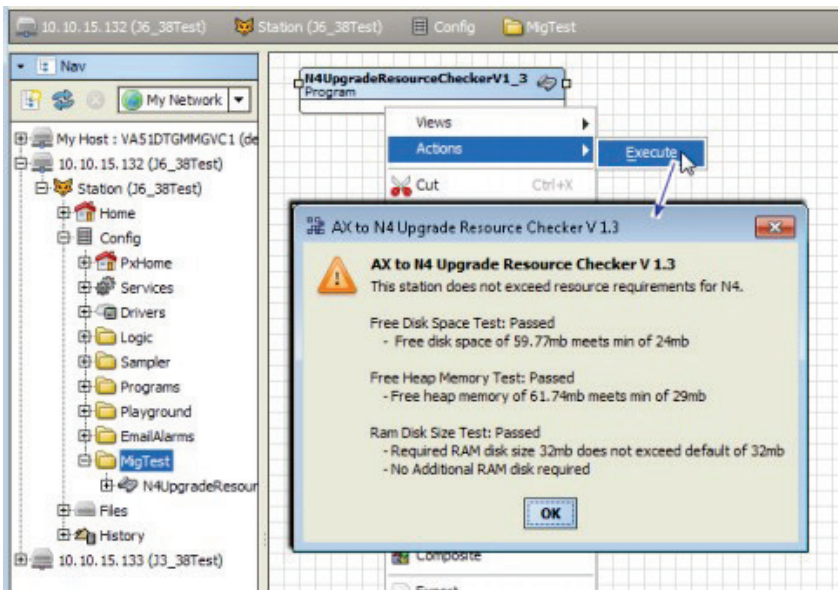 10.10.15.132 (J6_38Test) Station (J6_38Test) Config MigTest
Nav
My Network
My Host : VA51DTGMMGVC1 (de
10.10.15.132 (J6_38Test)
Station (J6_38Test)
Home
Config
PxHome
Services
Drivers
Logic
Sampler
Programs
Playground
EmailAlarms
MigTest
N4UpgradeResour
Files
History
10.10.15.133 (J3_38Test)
N4UpgradeResourceCheckerV1_3
Program
Views
Actions
Execute
Cut Ctrl+X
AX to N4 Upgrade Resource Checker V 1.3
AX to N4 Upgrade Resource Checker V 1.3
This station does not exceed resource requirements for N4.
Free Disk Space Test: Passed
- Free disk space of 59.77mb meets min of 24mb
Free Heap Memory Test: Passed
-Free heap memory of 61.74mb meets min of 29mb
Ram Disk Size Test: Passed
-Required RAM disk size 32mb does not exceed default of 32mb
-No Additional RAM disk required
OK
Composite